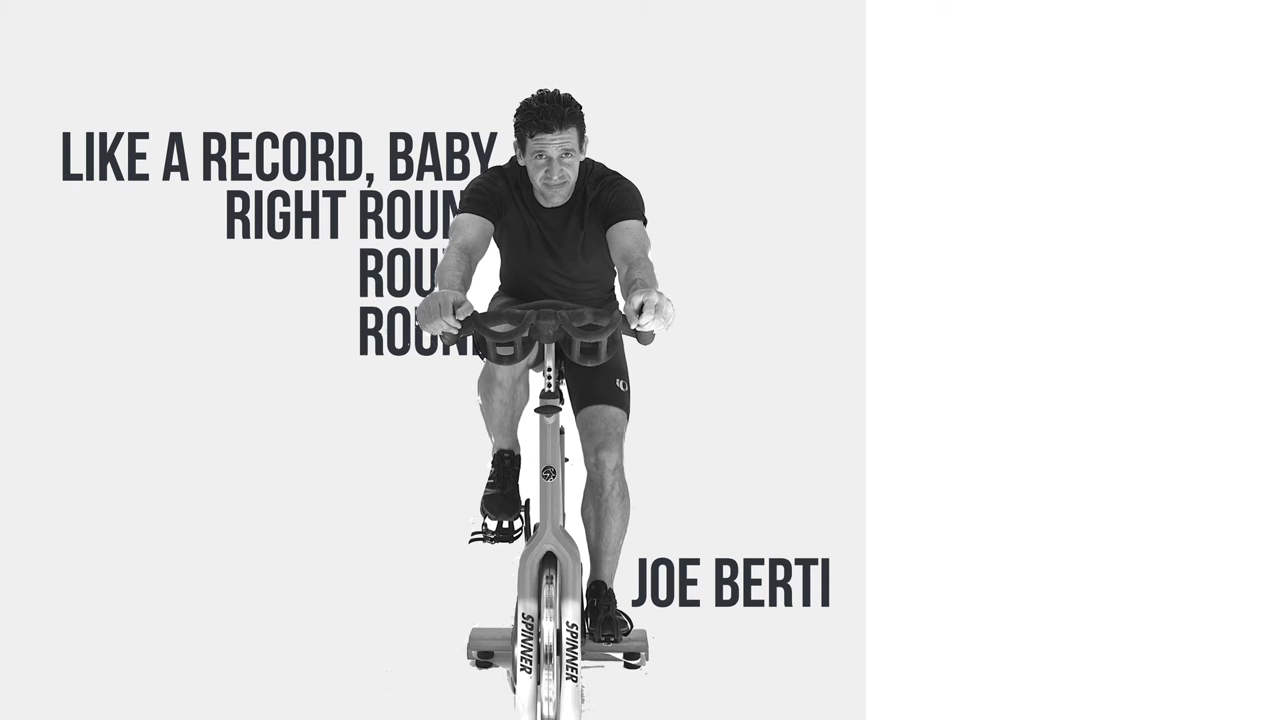 LIKE A RECORD, BABY
RIGHT ROUN
ROU
ROUN
JOE BERTI
SPINNER
SPINNER